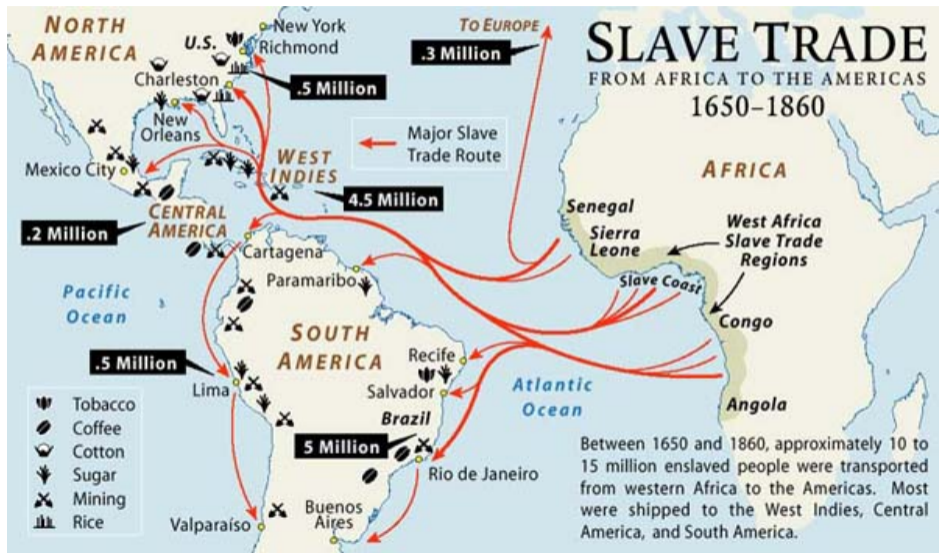 SLAVE TRADE
FROM AFRICA TO THE AMERICAS
1650–1860
NORTH
AMERICA
U.S.
New York
Richmond
.5 Million
Charleston
New
Orleans
Mexico City
TO EUROPE
.3 Million
Major Slave
Trade Route
WEST
INDIES
4.5 Million
CENTRAL
AMERICA
.2 Million
Cartagena
Paramaribo
Pacific
Ocean
SOUTH
AMERICA
.5 Million
Lima
Recife
Salvador
Brazil
5 Million
Rio de Janeiro
Buenos
Aires
Valparaíso
Atlantic
Ocean
AFRICA
Senegal
Sierra
Leone
West Africa
Slave Trade
Regions
Slave Coast
Congo
Angola
Tobacco
Coffee
Cotton
Sugar
Mining
Rice
Between 1650 and 1860, approximately 10 to
15 million enslaved people were transported
from western Africa to the Americas. Most
were shipped to the West Indies, Central
America, and South America.